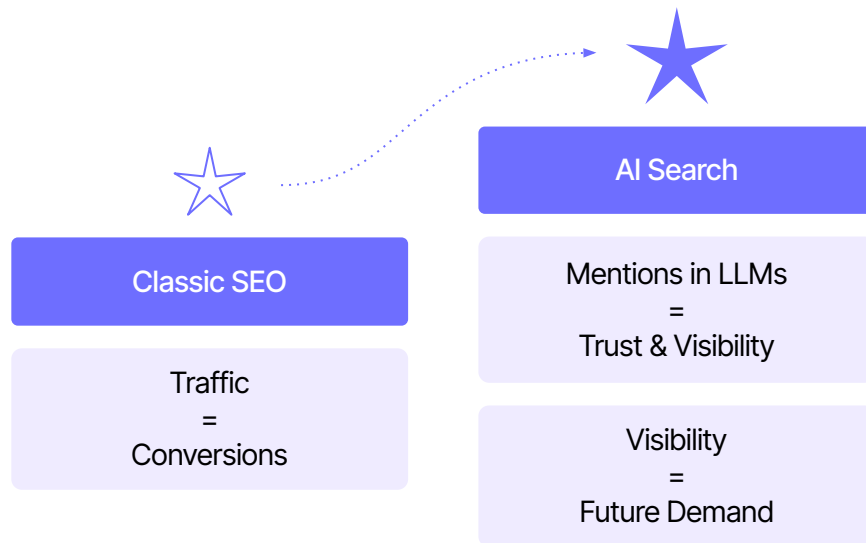 Classic SEO
Traffic
=
Conversions
AI Search
Mentions in LLMs
=
Trust & Visibility
Visibility
=
Future Demand